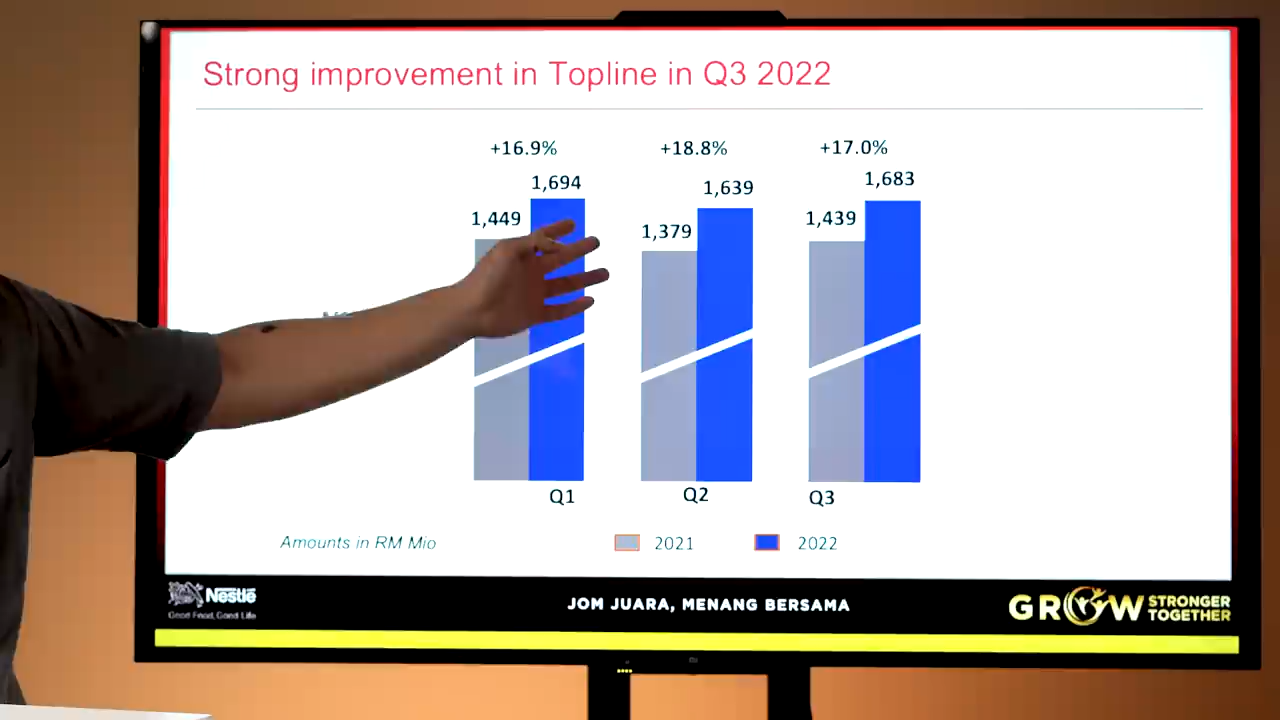 Strong improvement in Topline in Q3 2022
+16.9% +18.8% +17.0%
1,694 1,639 1,683
1,449 1,379 1,439
Q1 Q2 Q3
Amounts in RM Mio 2021 2022
Nestlé
Good Food, Good Life
JOM JUARA, MENANG BERSAMA
GROW STRONGER
TOGETHER